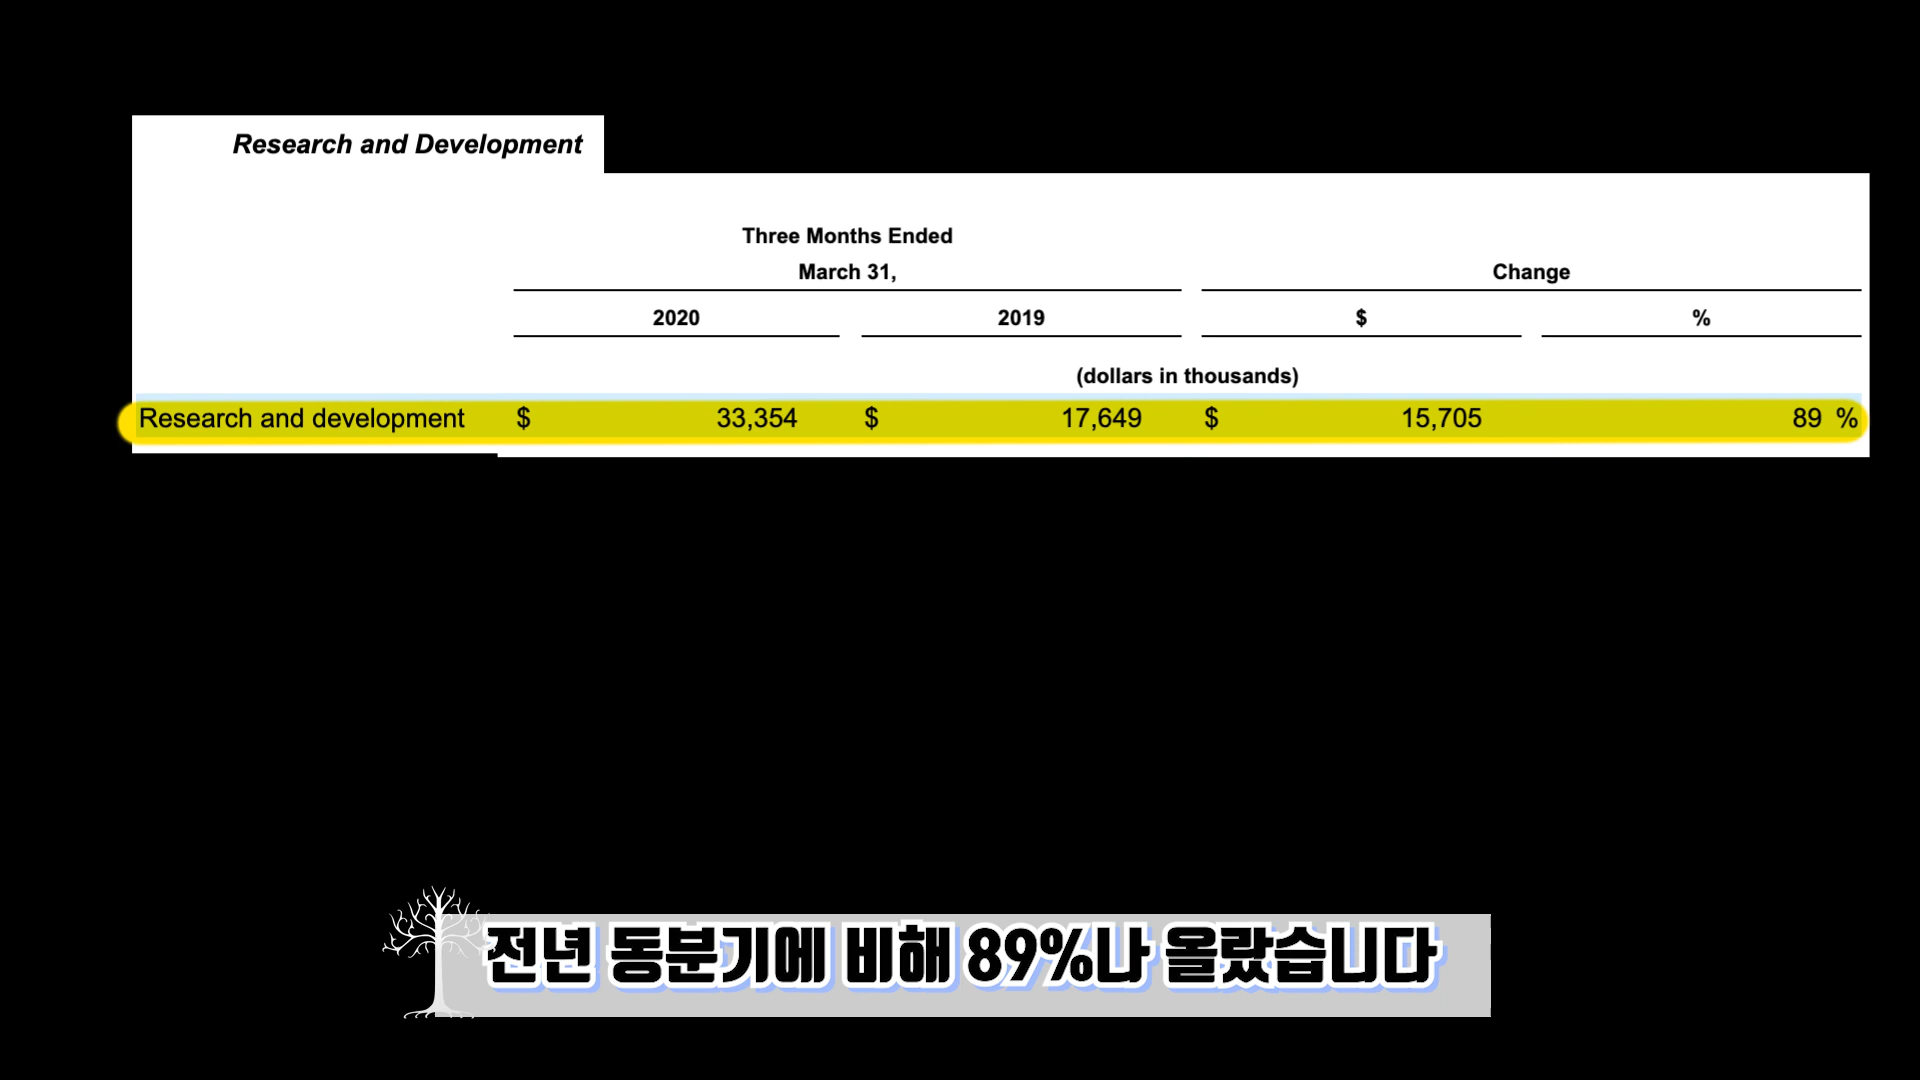 Research and Development
Three Months Ended
March 31,
Change
2020 2019 $ %
(dollars in thousands)
Research and development $ 33,354 $ 17,649 $ 15,705 89 %
전년 동분기에 비해 89%나 올랐습니다